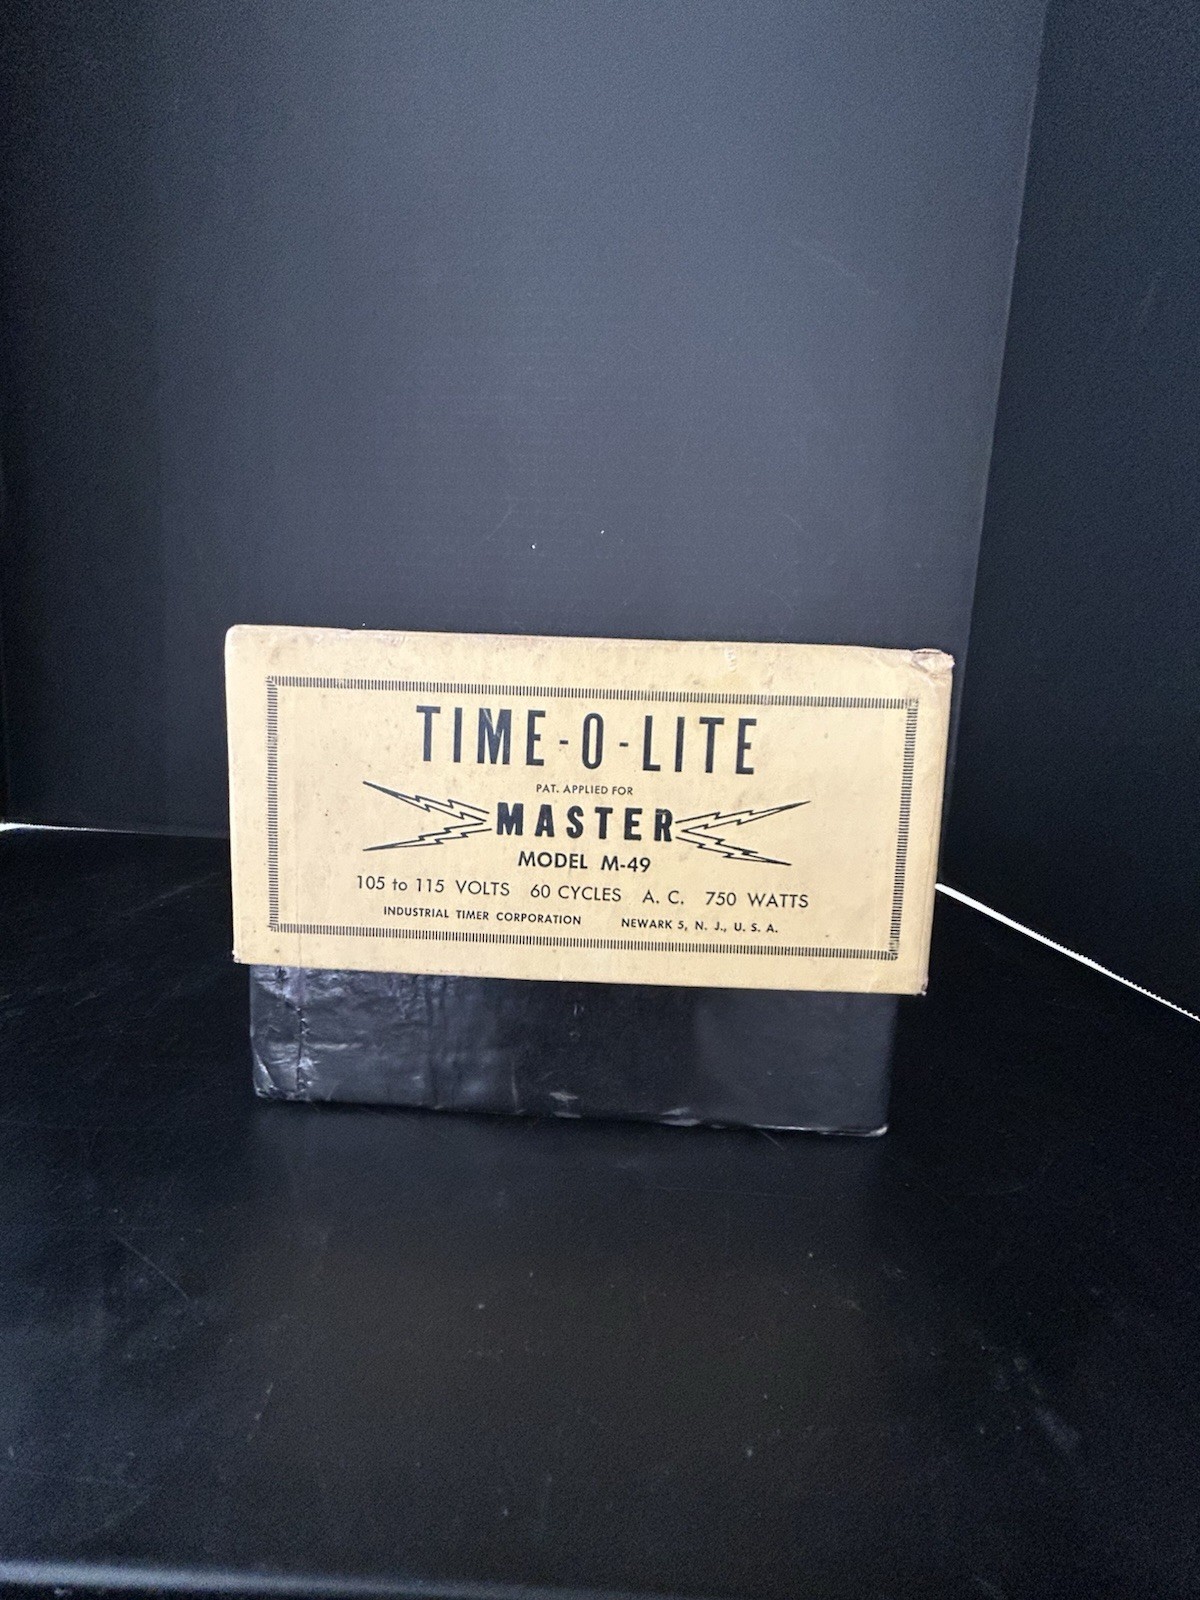 TIME-O-LITE
PAT. APPLIED FOR
MASTER
MODEL M-49
105 to 115 VOLTS 60 CYCLES A. C. 750 WATTS
INDUSTRIAL TIMER CORPORATION NEWARK 5, N. J., U. S. A.